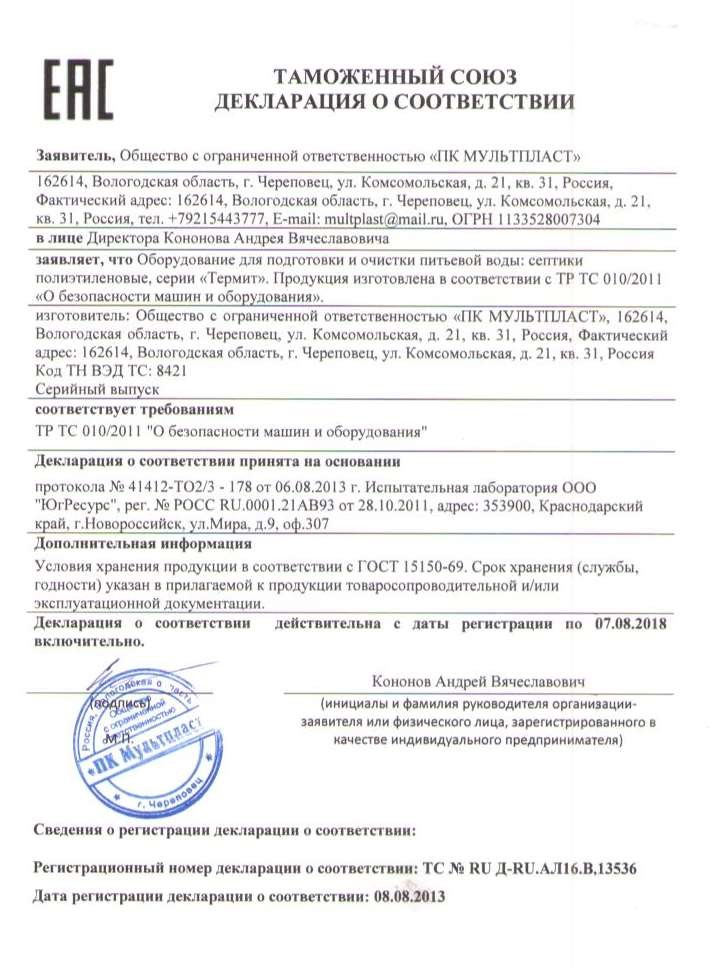 ЕАС
ТАМОЖЕННЫЙ СОЮЗ
ДЕКЛАРАЦИЯ О СООТВЕТСТВИИ
Заявитель, Общество с ограниченной ответственностью «ПК МУЛЬТПЛАСТ»
162614, Вологодская область, г. Череповец, ул. Комсомольская, д. 21, кв. 31, Россия,
Фактический адрес: 162614, Вологодская область, г. Череповец, ул. Комсомольская, д. 21,
кв. 31, Россия, тел. +79215443777, E-mail: multplast@mail.ru, ОГРН 1133528007304
в лице Директора Кононова Андрея Вячеславовича
заявляет, что Оборудование для подготовки и очистки питьевой воды: септики
полиэтиленовые, серии «Термит». Продукция изготовлена в соответствии с ТР ТС 010/2011
«О безопасности машин и оборудования».
изготовитель: Общество с ограниченной ответственностью «ПК МУЛЬТПЛАСТ», 162614,
Вологодская область, г. Череповец, ул. Комсомольская, д. 21, кв. 31, Россия, Фактический
адрес: 162614, Вологодская область, г. Череповец, ул. Комсомольская, д. 21, кв. 31, Россия
Код ТН ВЭД ТС: 8421
Серийный выпуск
соответствует требованиям
ТР ТС 010/2011 "О безопасности машин и оборудования"
Декларация о соответствии принята на основании
протокола № 41412-ТО2/3 - 178 от 06.08.2013 г. Испытательная лаборатория ООО
"ЮгРесурс", рег. № РОСС RU.0001.21АВ93 от 28.10.2011, адрес: 353900, Краснодарский
край, г.Новороссийск, ул.Мира, д.9, оф.307
Дополнительная информация
Условия хранения продукции в соответствии с ГОСТ 15150-69. Срок хранения (службы,
годности) указан в прилагаемой к продукции товаросопроводительной и/или
эксплуатационной документации.
Декларация о соответствии действительна с даты регистрации по 07.08.2018
включительно.
Кононов Андрей Вячеславович
(подпись)
(инициалы и фамилия руководителя организации-
заявителя или физического лица, зарегистрированного в
качестве индивидуального предпринимателя)
М.П.
Россия, Вологодская область
Общество
с ограниченной
ответственностью
ПК Мультпласт
г. Череповец
Сведения о регистрации декларации о соответствии:
Регистрационный номер декларации о соответствии: ТС № RU Д-RU.АЛ16.В,13536
Дата регистрации декларации о соответствии: 08.08.2013